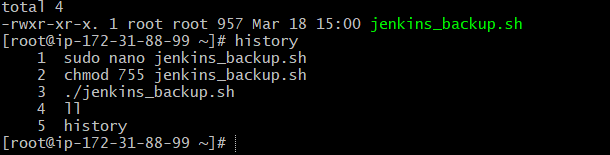 total 4
-rwxr-xr-x. 1 root root 957 Mar 18 15:00 jenkins_backup.sh
[root@ip-172-31-88-99 ~]# history
    1  sudo nano jenkins_backup.sh
    2  chmod 755 jenkins_backup.sh
    3  ./jenkins_backup.sh
    4  ll
    5  history
[root@ip-172-31-88-99 ~]#